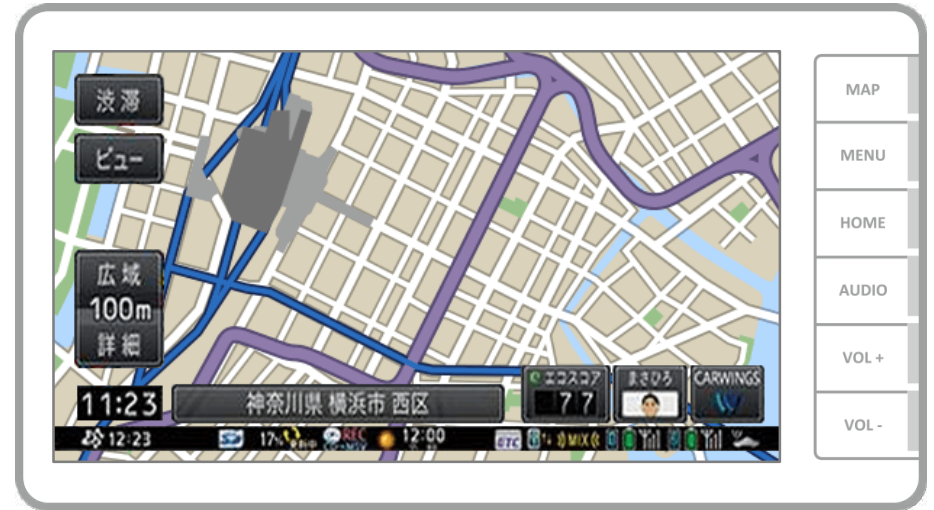 渋滞
ビュー
広域
100m
詳細
11:23
神奈川県 横浜市 西区
エコスコア
77
まさひろ
CARWINGS
12:23
SD
17%
REC
12:00
ETC
MIX
MAP
MENU
HOME
AUDIO
VOL +
VOL -